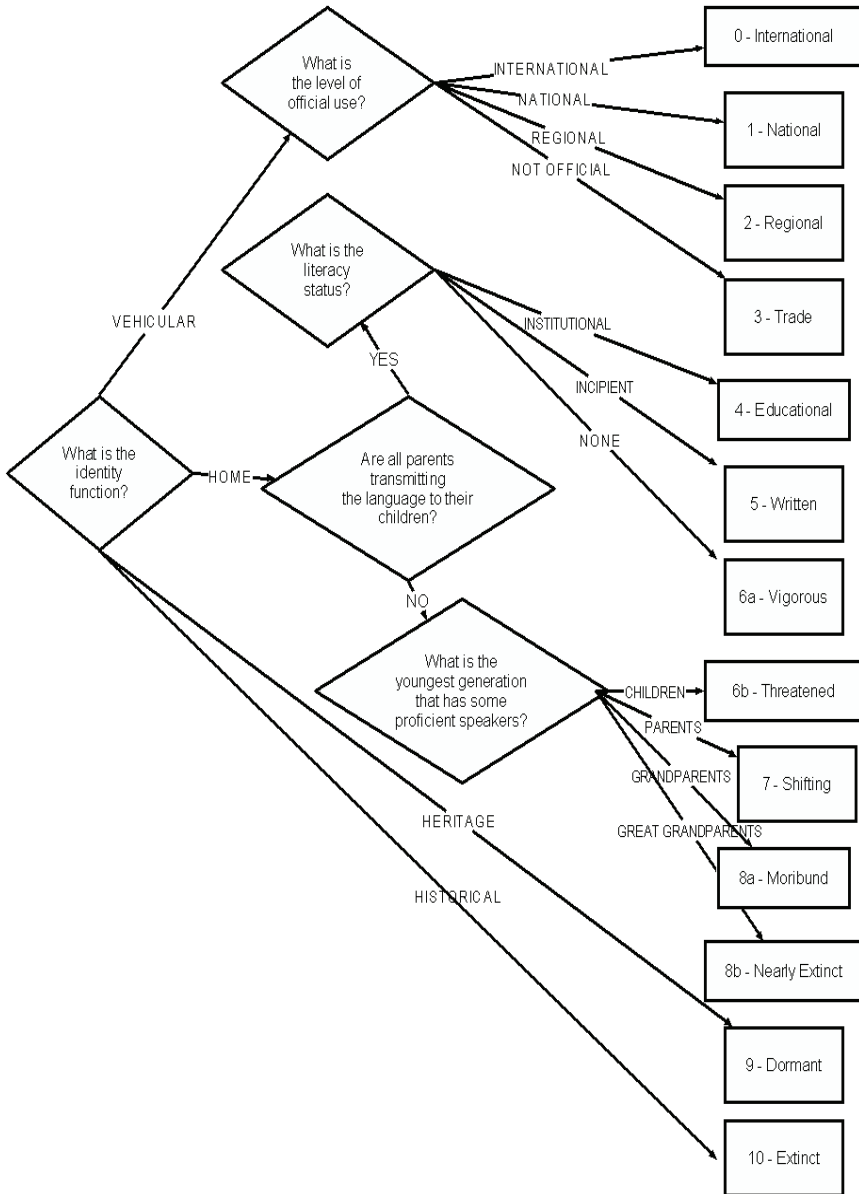 0 - International
What is
the level of
official use?
INTERNATIONAL
NATIONAL
1 - National
REGIONAL
NOT OFFICIAL
2 - Regional
What is the
literacy
status?
3 - Trade
VEHICULAR
INSTITUTIONAL
YES
INCIPIENT
4 - Educational
NONE
What is the
identity
function?
HOME
Are all parents
transmitting
the language to their
children?
5 - Written
6a - Vigorous
NO
What is the
youngest generation
that has some
proficient speakers?
CHILDREN
6b - Threatened
PARENTS
GRANDPARENTS
7 - Shifting
HERITAGE
GREAT GRANDPARENTS
8a - Moribund
HISTORICAL
8b - Nearly Extinct
9 - Dormant
10 - Extinct